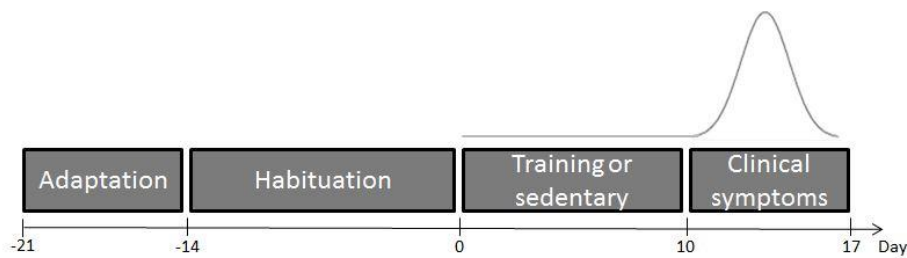 Adaptation
Habituation
Training or
sedentary
Clinical
symptoms
-21 -14 0 10 17 Day